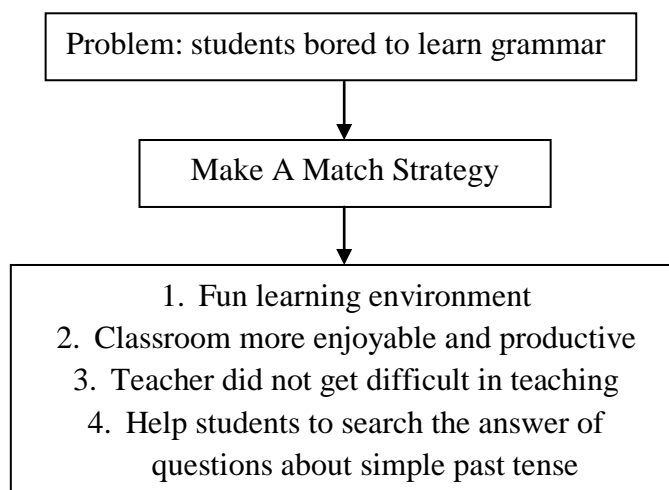 Problem: students bored to learn grammar
Make A Match Strategy
1. Fun learning environment
2. Classroom more enjoyable and productive
3. Teacher did not get difficult in teaching
4. Help students to search the answer of
questions about simple past tense